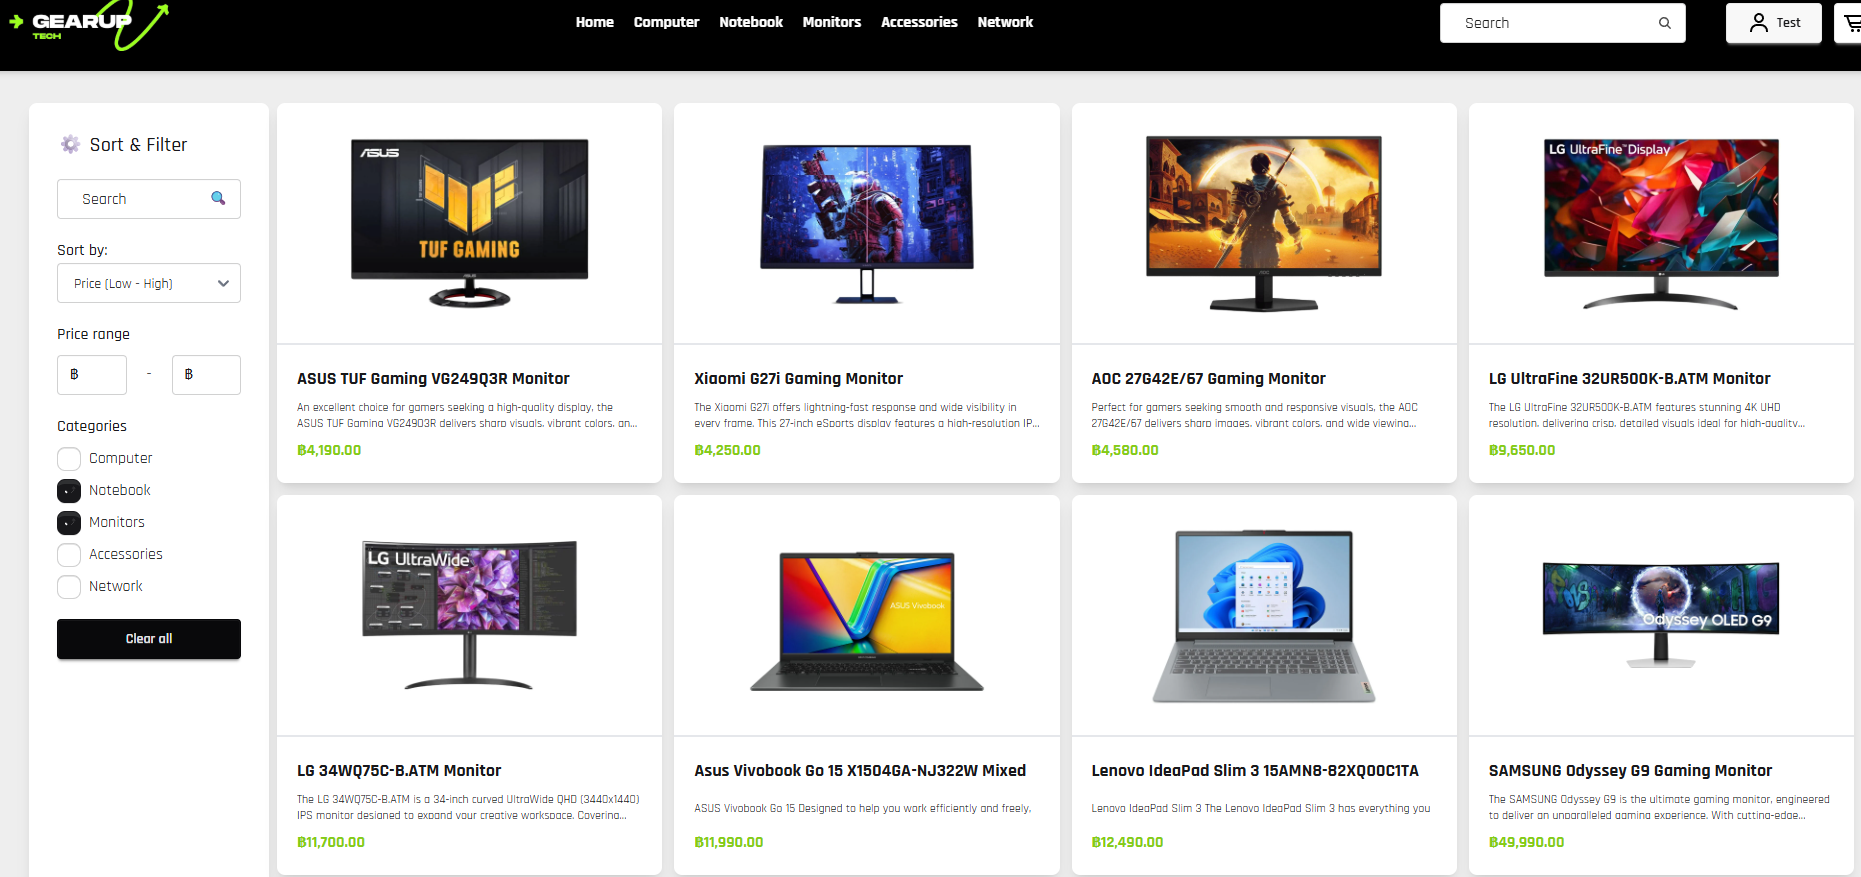 GEARUP
TECH
Home Computer Notebook Monitors Accessories Network
Search
Test
Sort & Filter
Search
Sort by:
Price (Low - High)
Price range
฿ - ฿
Categories
Computer
Notebook
Monitors
Accessories
Network
Clear all
ASUS
TUF GAMING
ASUS TUF Gaming VG249Q3R Monitor
An excellent choice for gamers seeking a high-quality display, the
ASUS TUF Gaming VG249Q3R delivers sharp visuals, vibrant colors, an...
฿4,190.00
Xiaomi G27i Gaming Monitor
The Xiaomi G27i offers lightning-fast response and wide visibility in
every frame. This 27-inch eSports display features a high-resolution IP...
฿4,250.00
AOC 27G42E/67 Gaming Monitor
Perfect for gamers seeking smooth and responsive visuals, the AOC
27G42E/67 delivers sharp images, vibrant colors, and wide viewing...
฿4,580.00
LG UltraFine™ Display
LG UltraFine 32UR500K-B.ATM Monitor
The LG UltraFine 32UR500K-B.ATM features stunning 4K UHD
resolution, delivering crisp, detailed visuals ideal for high-quality...
฿9,650.00
LG UltraWide
LG 34WQ75C-B.ATM Monitor
The LG 34WQ75C-B.ATM is a 34-inch curved UltraWide QHD (3440x1440)
IPS monitor designed to expand your creative workspace. Covering...
฿11,700.00
ASUS Vivobook
Asus Vivobook Go 15 X1504GA-NJ322W Mixed
ASUS Vivobook Go 15 Designed to help you work efficiently and freely,
฿11,990.00
Lenovo IdeaPad Slim 3 15AMN8-82XQ00C1TA
Lenovo IdeaPad Slim 3 The Lenovo IdeaPad Slim 3 has everything you
฿12,490.00
Odyssey OLED G9
SAMSUNG Odyssey G9 Gaming Monitor
The SAMSUNG Odyssey G9 is the ultimate gaming monitor, engineered
to deliver an unparalleled gaming experience. With cutting-edge...
฿49,990.00